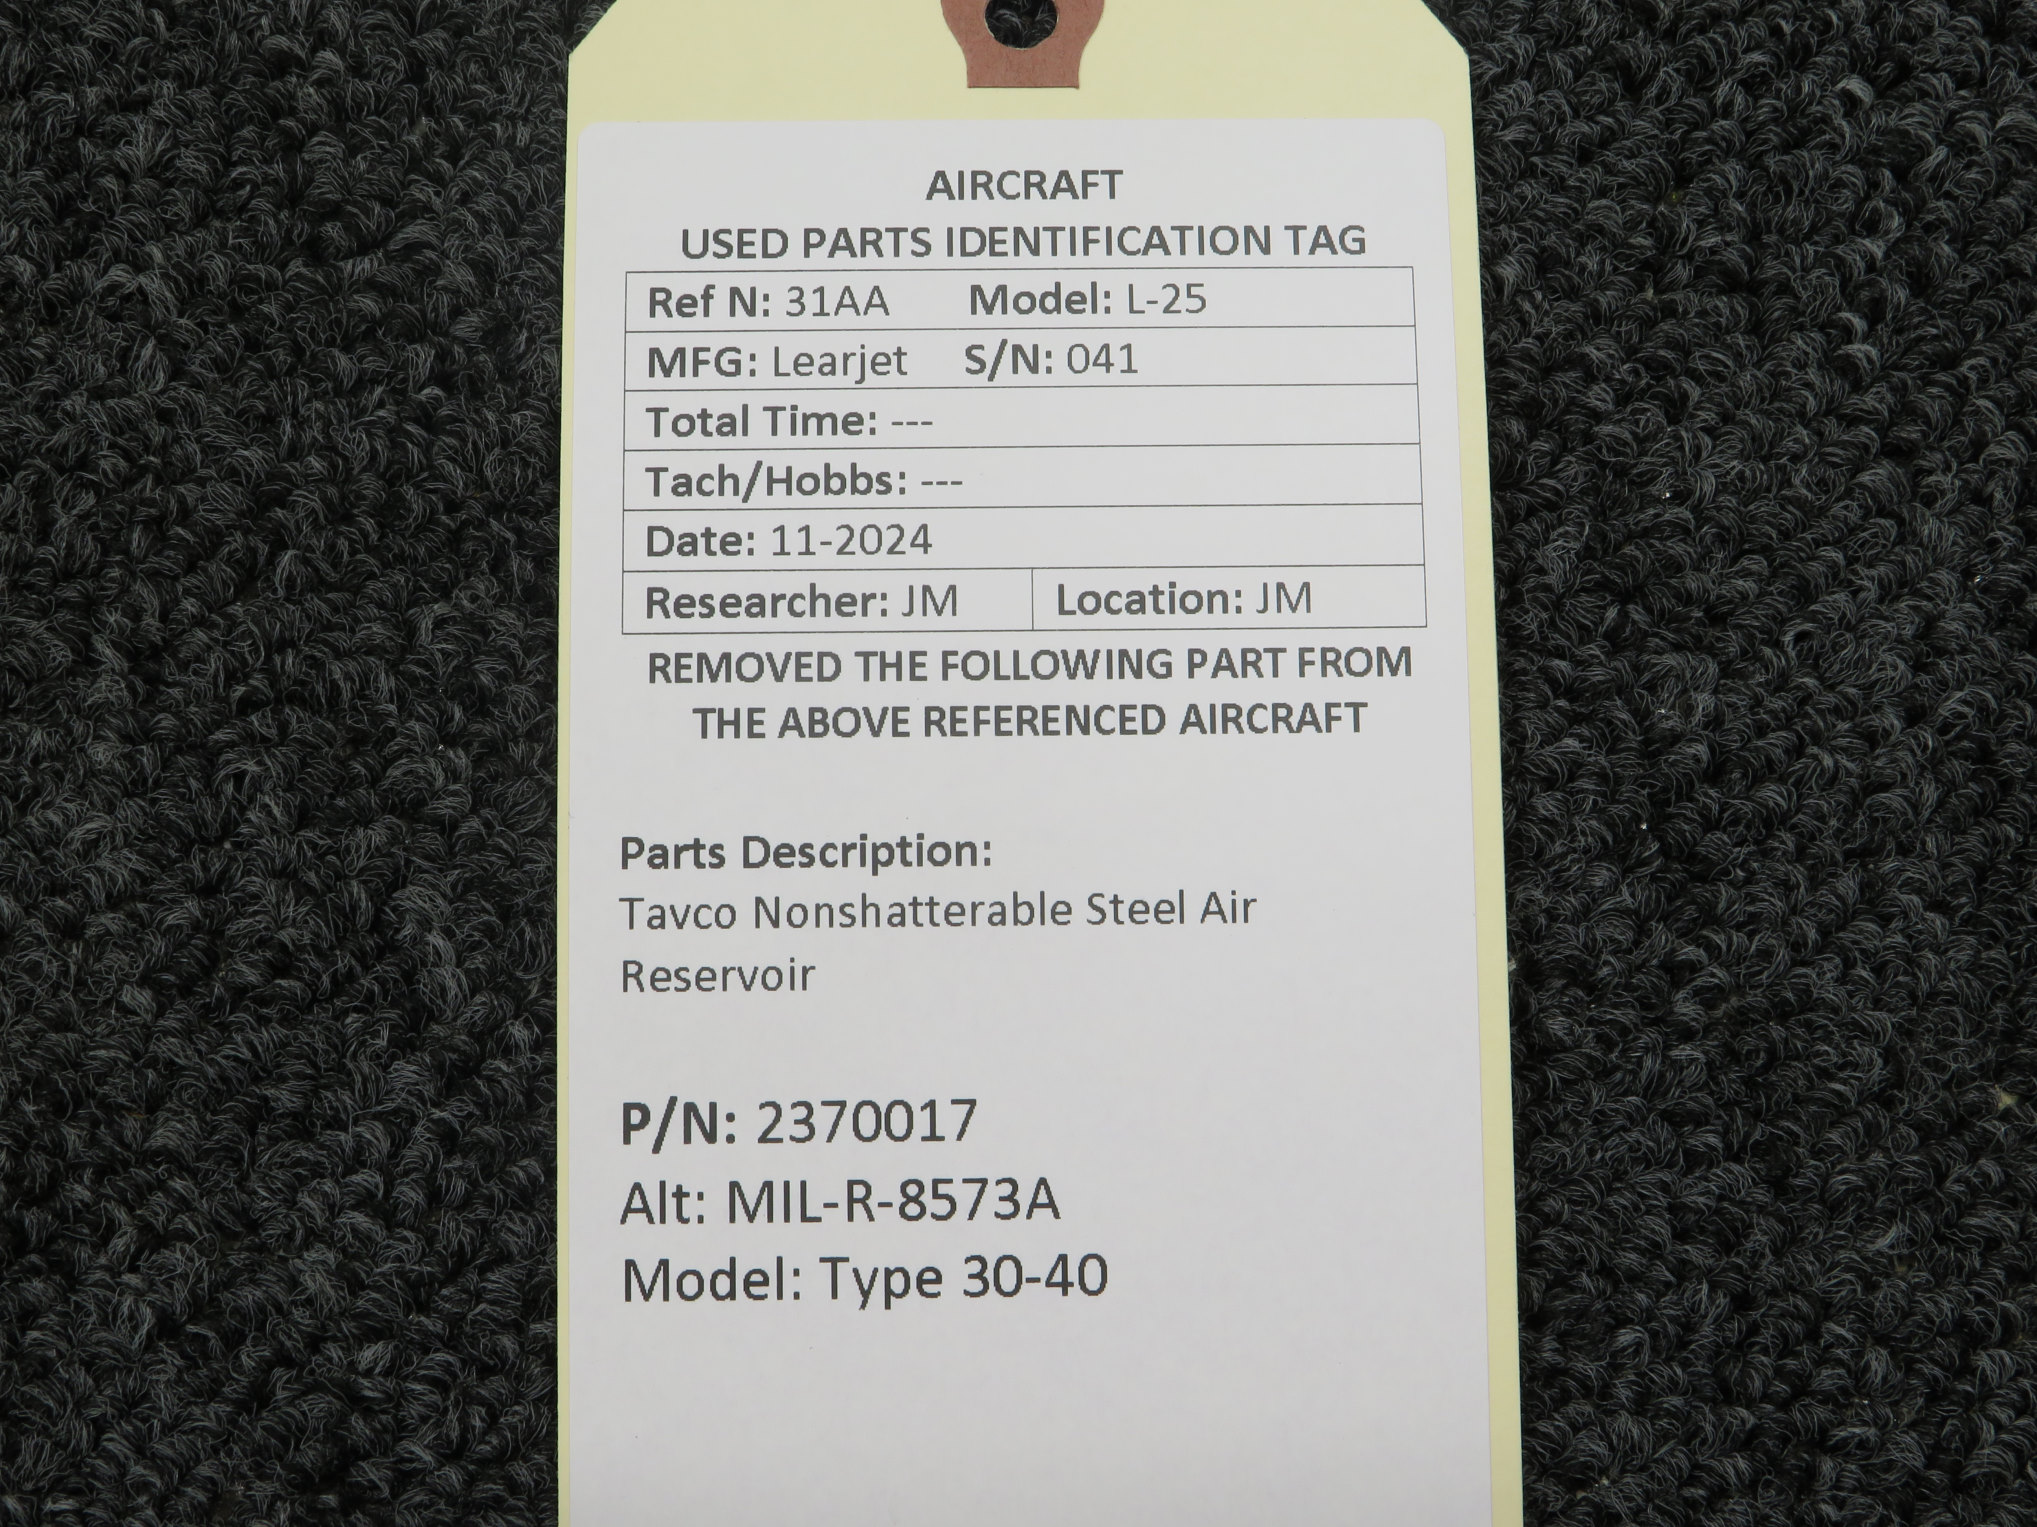 AIRCRAFT
USED PARTS IDENTIFICATION TAG
Ref N: 31AA Model: L-25
MFG: Learjet S/N: 041
Total Time: ---
Tach/Hobbs: ---
Date: 11-2024
Researcher: JM Location: JM
REMOVED THE FOLLOWING PART FROM
THE ABOVE REFERENCED AIRCRAFT
Parts Description:
Tavco Nonshatterable Steel Air
Reservoir
P/N: 2370017
Alt: MIL-R-8573A
Model: Type 30-40